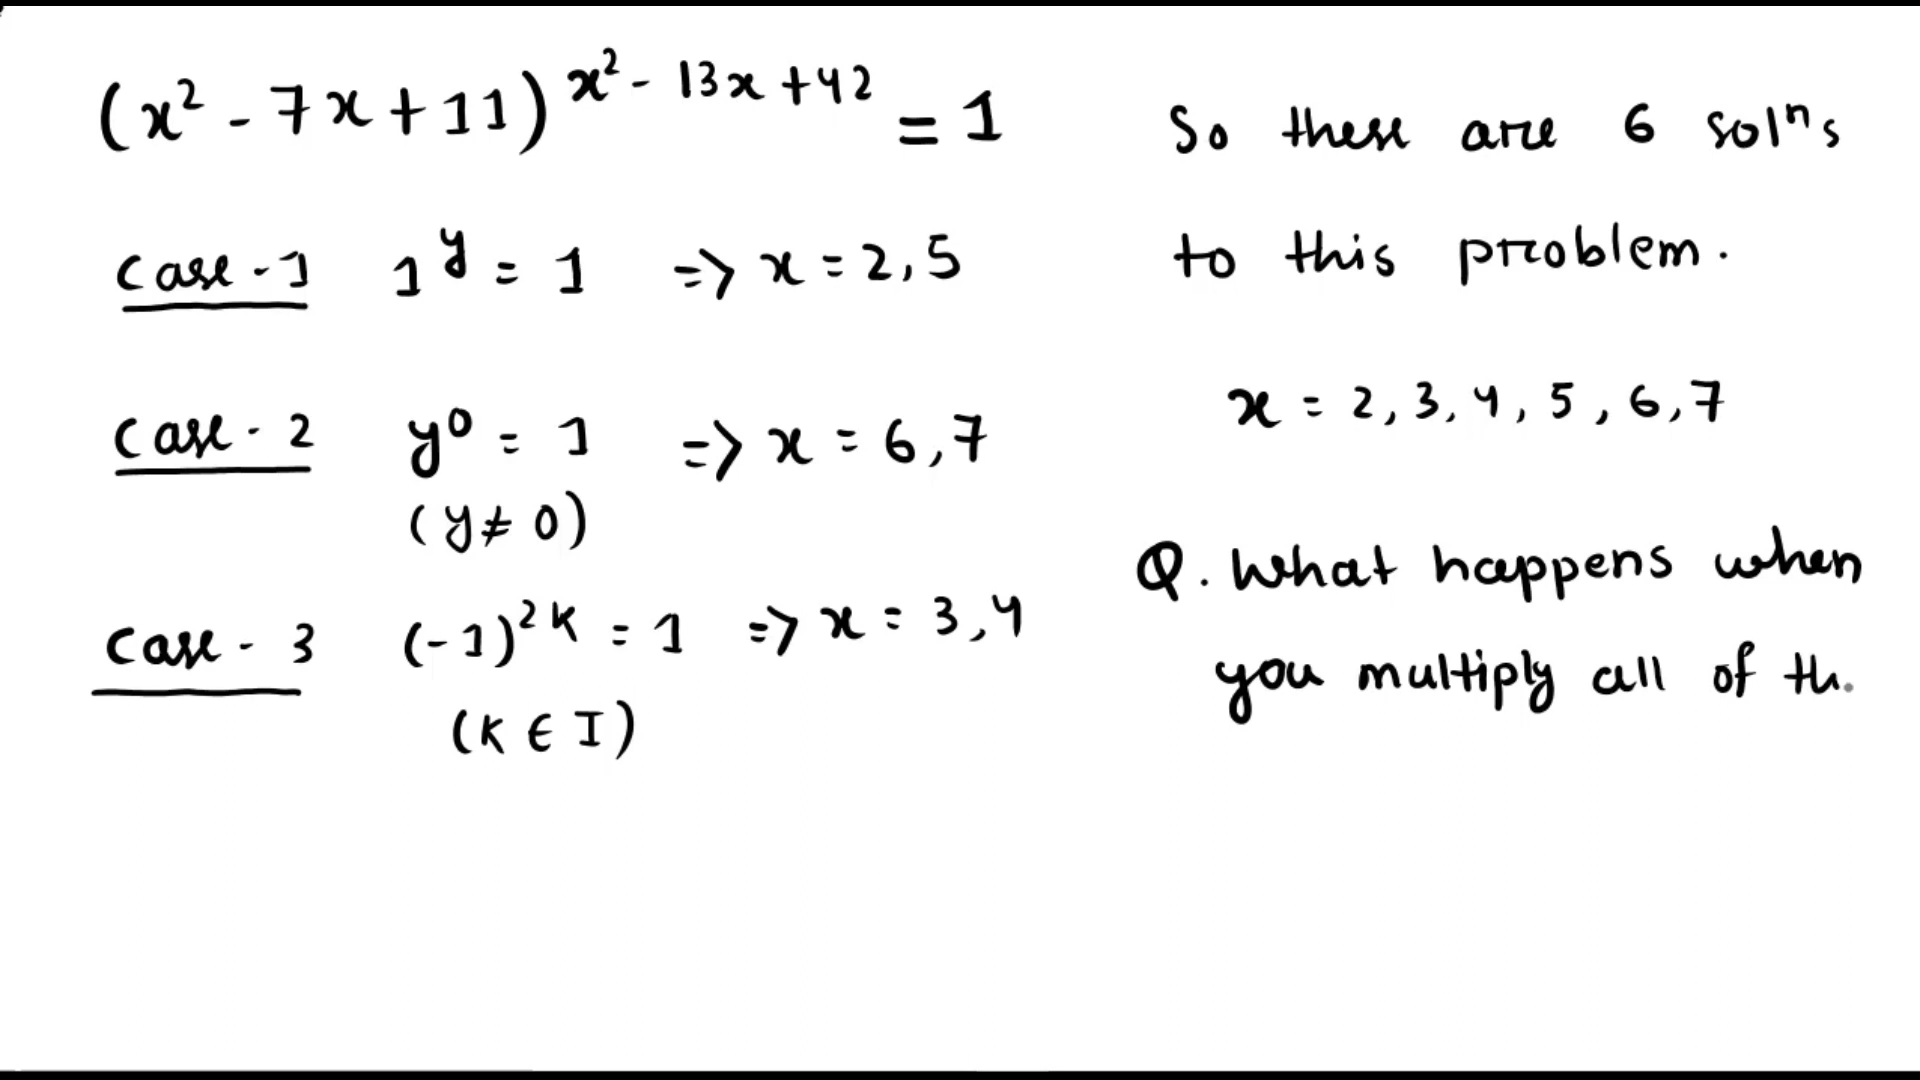 (x² - 7x + 11)^(x² - 13x + 42) = 1
Case - 1 1^y = 1 => x = 2, 5
Case - 2 y^0 = 1 => x = 6, 7
(y ≠ 0)
Case - 3 (-1)^(2K) = 1 => x = 3, 4
(K ∈ I)
So these are 6 solⁿs
to this problem.
x = 2, 3, 4, 5, 6, 7
Q. What happens when
you multiply all of th